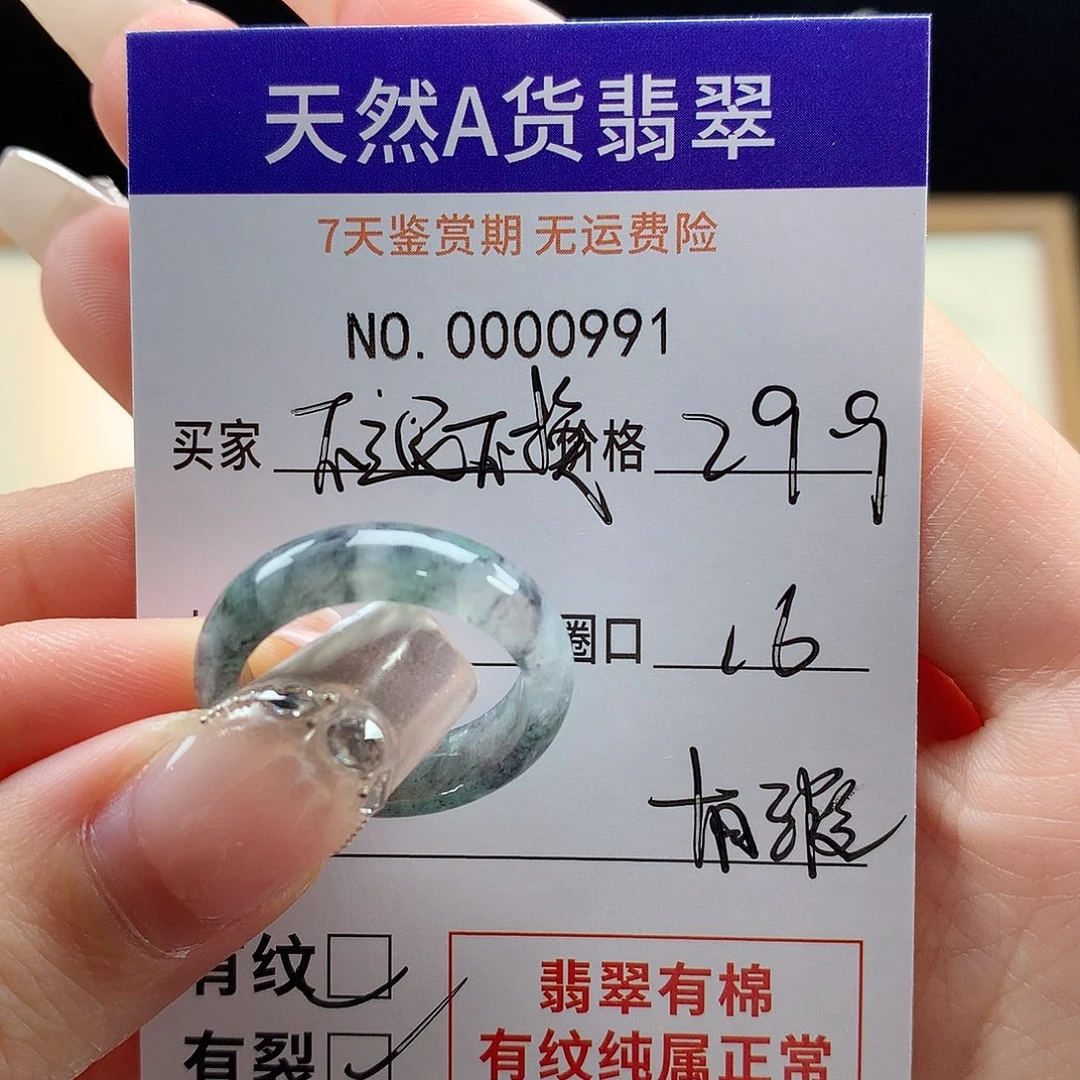 天然A货翡翠
7天鉴赏期 无运费险
NO. 0000991
买家 不退不换 价格 299
圈口 16
有瑕
有纹
有裂
翡翠有棉
有纹纯属正常